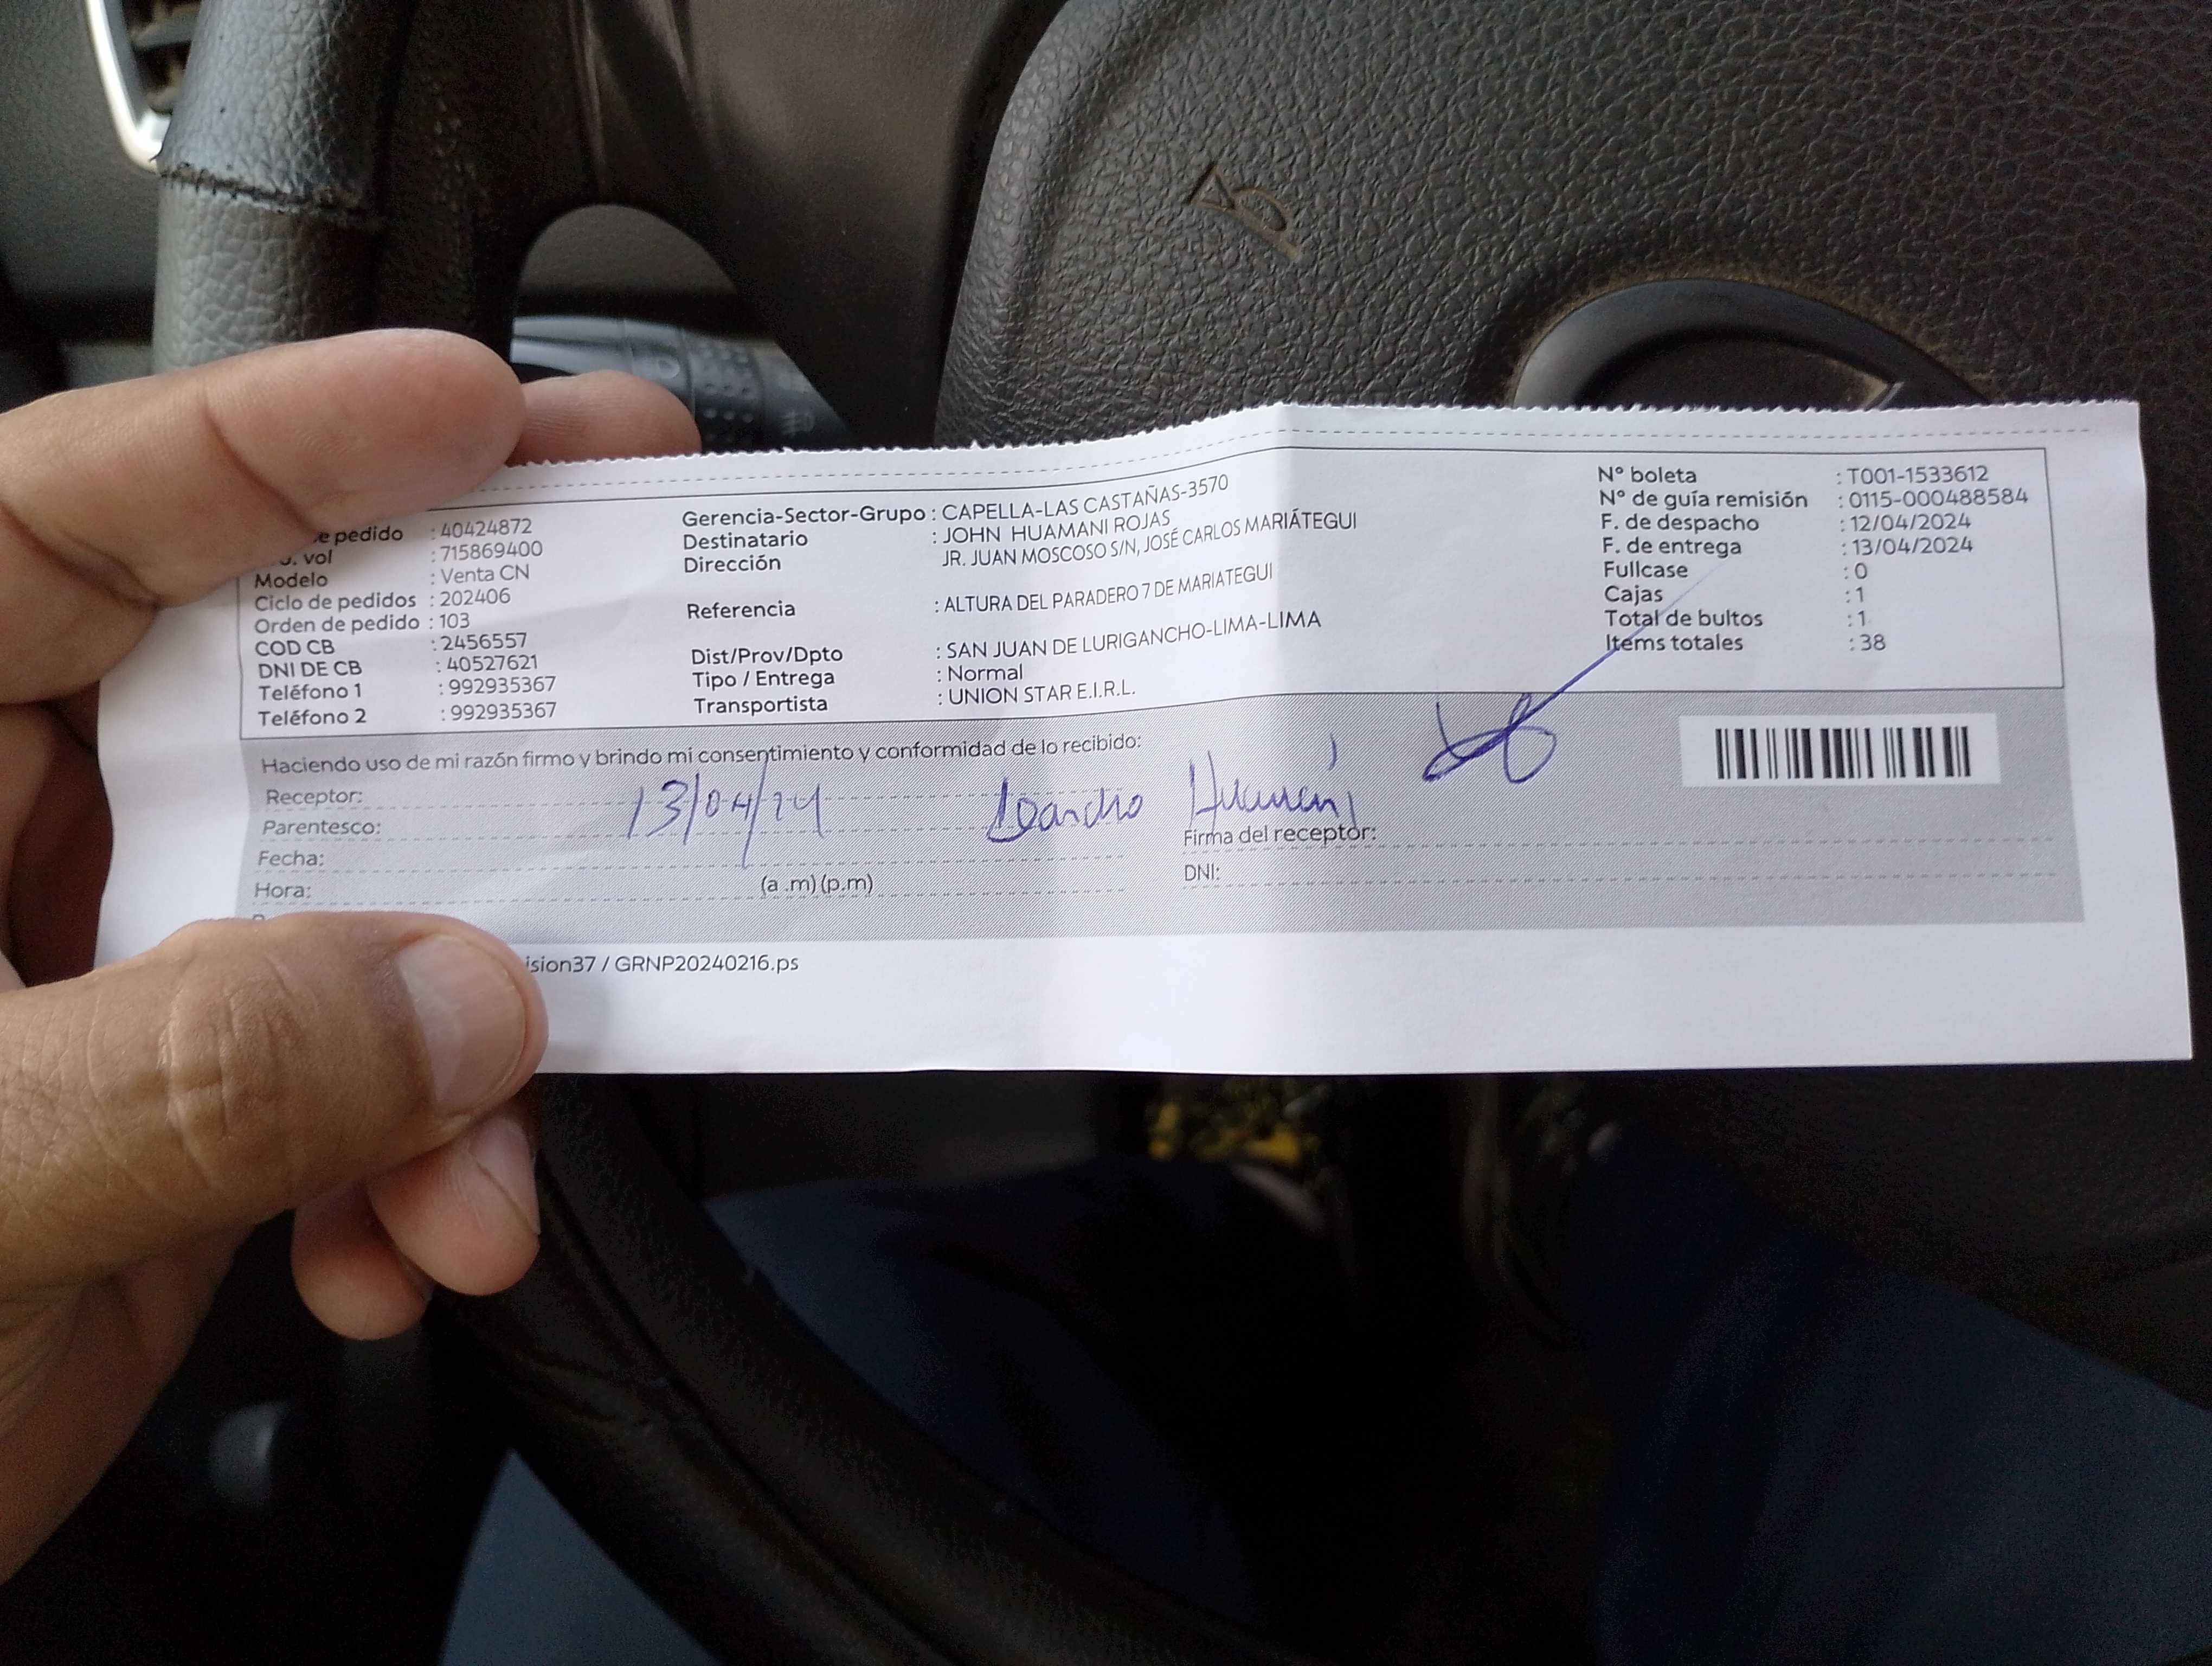 e pedido : 40424872
. vol : 715869400
Modelo : Venta CN
Ciclo de pedidos : 202406
Orden de pedido : 103
COD CB : 2456557
DNI DE CB : 40527621
Teléfono 1 : 992935367
Teléfono 2 : 992935367
Gerencia-Sector-Grupo : CAPELLA-LAS CASTAÑAS-3570
Destinatario : JOHN HUAMANI ROJAS
Dirección JR. JUAN MOSCOSO S/N, JOSÉ CARLOS MARIÁTEGUI
Referencia : ALTURA DEL PARADERO 7 DE MARIATEGUI
Dist/Prov/Dpto : SAN JUAN DE LURIGANCHO-LIMA-LIMA
Tipo / Entrega : Normal
Transportista : UNION STAR E.I.R.L.
N° boleta : T001-1533612
N° de guía remisión : 0115-000488584
F. de despacho : 12/04/2024
F. de entrega : 13/04/2024
Fullcase : 0
Cajas : 1
Total de bultos : 1
Items totales : 38
Haciendo uso de mi razón firmo y brindo mi consentimiento y conformidad de lo recibido:
Receptor:
13/04/24 Leandro Huamaní
Parentesco:
Firma del receptor:
Fecha:
DNI:
Hora: (a .m) (p.m)
ision37 / GRNP20240216.ps